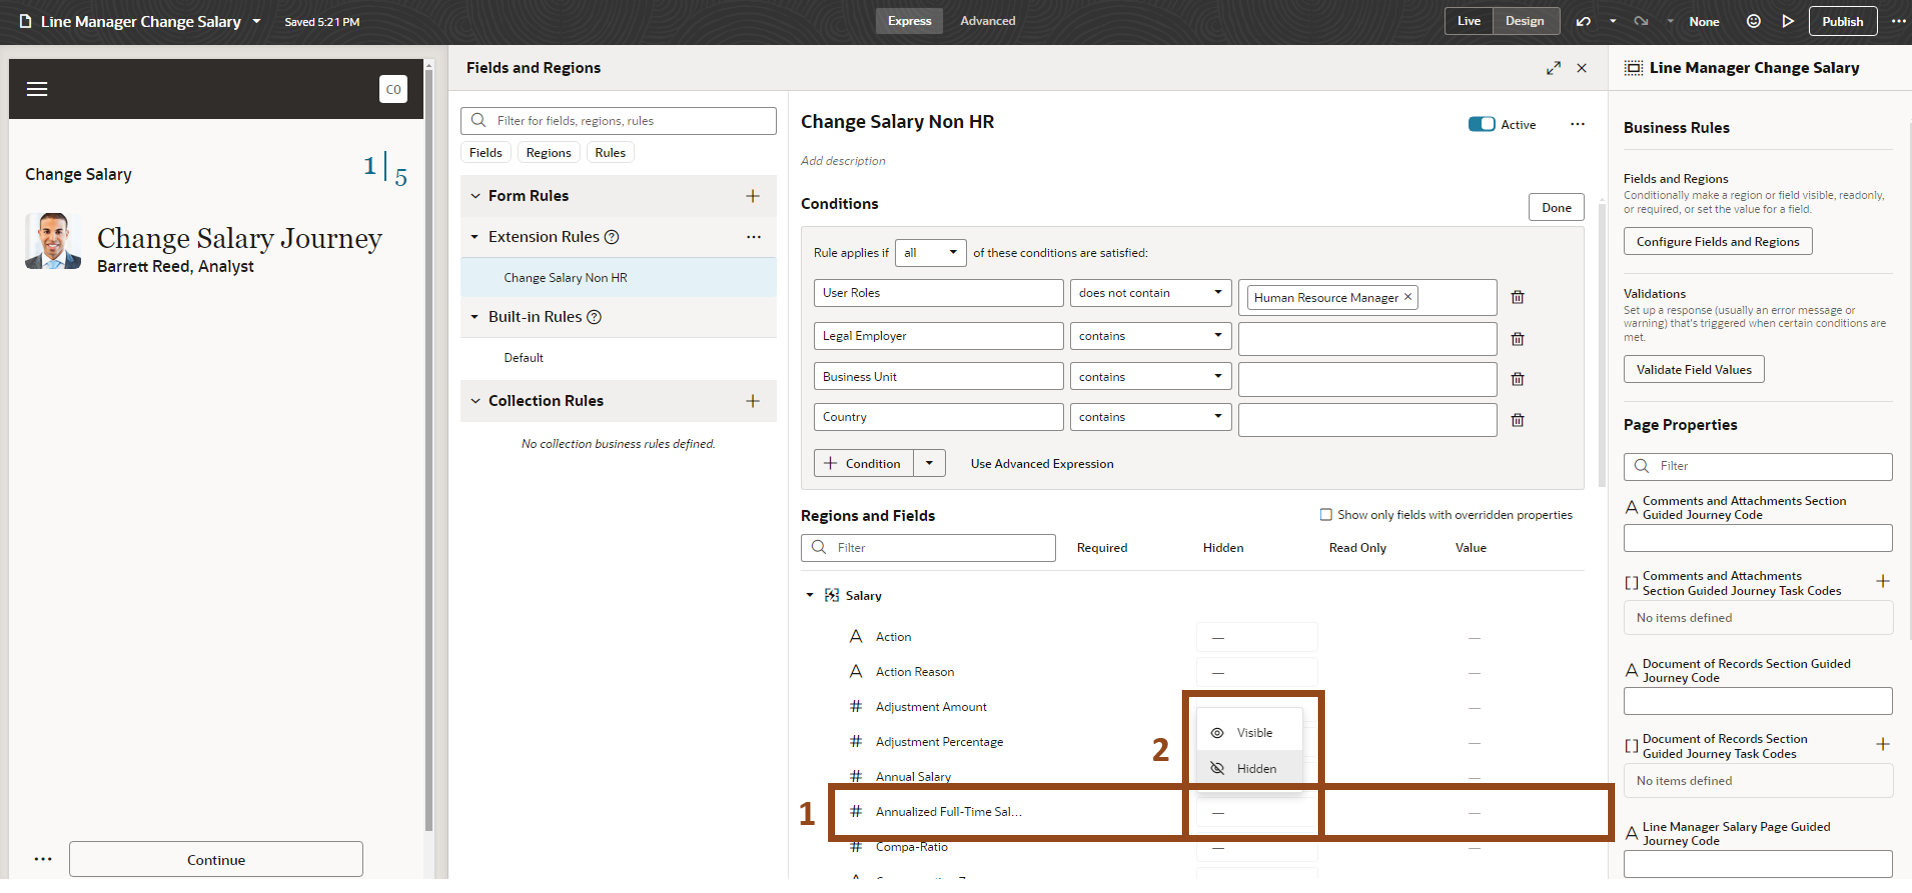 Line Manager Change Salary
Saved 5:21 PM
Express
Advanced
Live
Design
None
Publish
CO
Change Salary
1
5
Change Salary Journey
Barrett Reed, Analyst
Continue
Fields and Regions
Filter for fields, regions, rules
Fields
Regions
Rules
Form Rules
Extension Rules
Change Salary Non HR
Built-in Rules
Default
Collection Rules
No collection business rules defined.
Change Salary Non HR
Active
Add description
Conditions
Done
Rule applies if all of these conditions are satisfied:
User Roles does not contain Human Resource Manager
Legal Employer contains
Business Unit contains
Country contains
Condition
Use Advanced Expression
Regions and Fields
Show only fields with overridden properties
Filter
Required
Hidden
Read Only
Value
Salary
Action
Action Reason
Adjustment Amount
Adjustment Percentage
Annual Salary
Visible
Hidden
2
1
Annualized Full-Time Sal...
Compa-Ratio
Line Manager Change Salary
Business Rules
Fields and Regions
Conditionally make a region or field visible, readonly,
or required, or set the value for a field.
Configure Fields and Regions
Validations
Set up a response (usually an error message or
warning) that's triggered when certain conditions are
met.
Validate Field Values
Page Properties
Filter
Comments and Attachments Section
Guided Journey Code
Comments and Attachments
Section Guided Journey Task Codes
No items defined
Document of Records Section Guided
Journey Code
Document of Records Section
Guided Journey Task Codes
No items defined
Line Manager Salary Page Guided
Journey Code